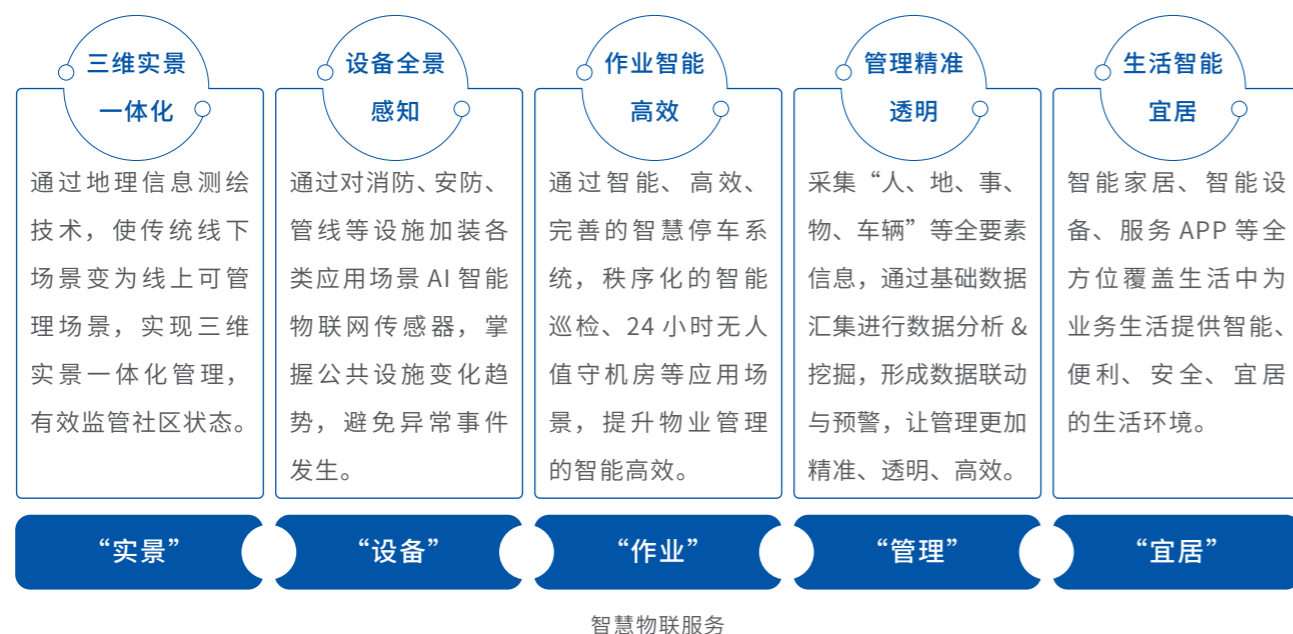 三维实景
一体化
通过地理信息测绘
技术，使传统线下
场景变为线上可管
理场景，实现三维
实景一体化管理，
有效监管社区状态。
“实景”
设备全景
感知
通过对消防、安防、
管线等设施加装各
类应用场景 AI 智能
物联网传感器，掌
握公共设施变化趋
势，避免异常事件
发生。
“设备”
作业智能
高效
通过智能、高效、
完善的智慧停车系
统，秩序化的智能
巡检、24 小时无人
值守机房等应用场
景，提升物业管理
的智能高效。
“作业”
管理精准
透明
采集“人、地、事、
物、车辆”等全要素
信息，通过基础数据
汇集进行数据分析 &
挖掘，形成数据联动
与预警，让管理更加
精准、透明、高效。
“管理”
生活智能
宜居
智能家居、智能设
备、服务 APP 等全
方位覆盖生活中为
业务生活提供智能、
便利、安全、宜居
的生活环境。
“宜居”
智慧物联服务